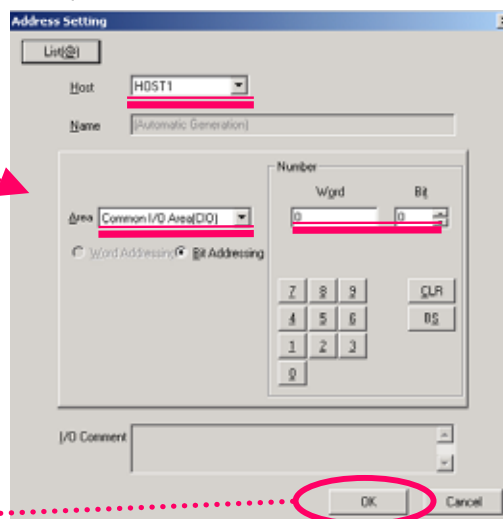 Address Setting
List(@)
Host HOST1
Name (Automatic Generation)
Number
Word Bit
Area Common I/O Area(CIO) 0 0
Word Addressing Bit Addressing
7 8 9 CLR
4 5 6 BS
1 2 3
0
I/O Comment
OK Cancel